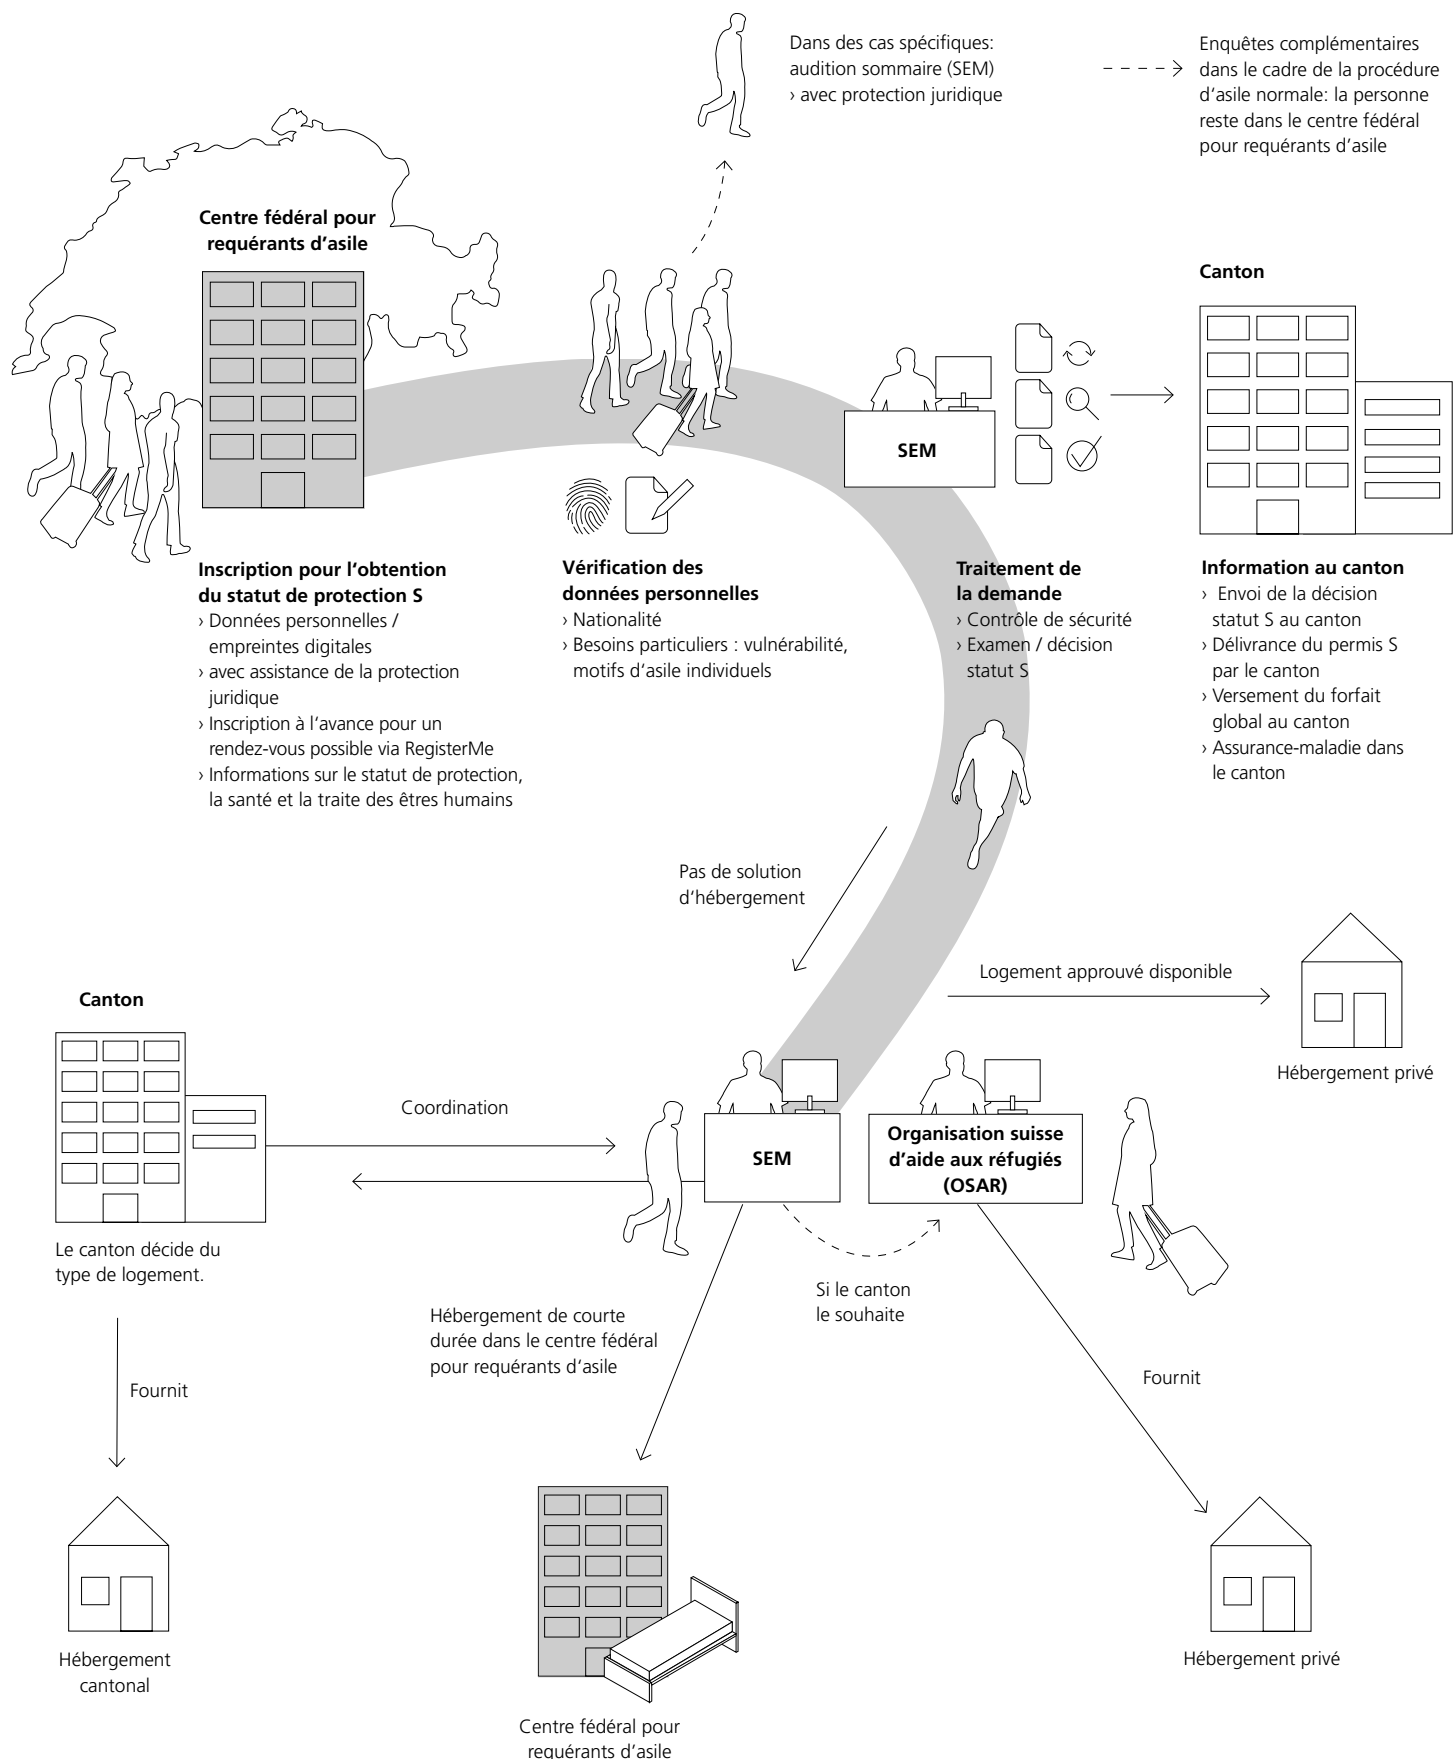 Dans des cas spécifiques:
audition sommaire (SEM)
› avec protection juridique
Enquêtes complémentaires
dans le cadre de la procédure
d'asile normale: la personne
reste dans le centre fédéral
pour requérants d'asile
Centre fédéral pour
requérants d'asile
Canton
SEM
Inscription pour l'obtention
du statut de protection S
› Données personnelles /
empreintes digitales
› avec assistance de la protection
juridique
› Inscription à l'avance pour un
rendez-vous possible via RegisterMe
› Informations sur le statut de protection,
la santé et la traite des êtres humains
Vérification des
données personnelles
› Nationalité
› Besoins particuliers : vulnérabilité,
motifs d'asile individuels
Traitement de
la demande
› Contrôle de sécurité
› Examen / décision
statut S
Information au canton
› Envoi de la décision
statut S au canton
› Délivrance du permis S
par le canton
› Versement du forfait
global au canton
› Assurance-maladie dans
le canton
Pas de solution
d'hébergement
Logement approuvé disponible
Hébergement privé
Canton
Coordination
SEM
Organisation suisse
d'aide aux réfugiés
(OSAR)
Le canton décide du
type de logement.
Si le canton
le souhaite
Hébergement de courte
durée dans le centre fédéral
pour requérants d'asile
Fournit
Fournit
Hébergement
cantonal
Hébergement privé
Centre fédéral pour
requérants d'asile